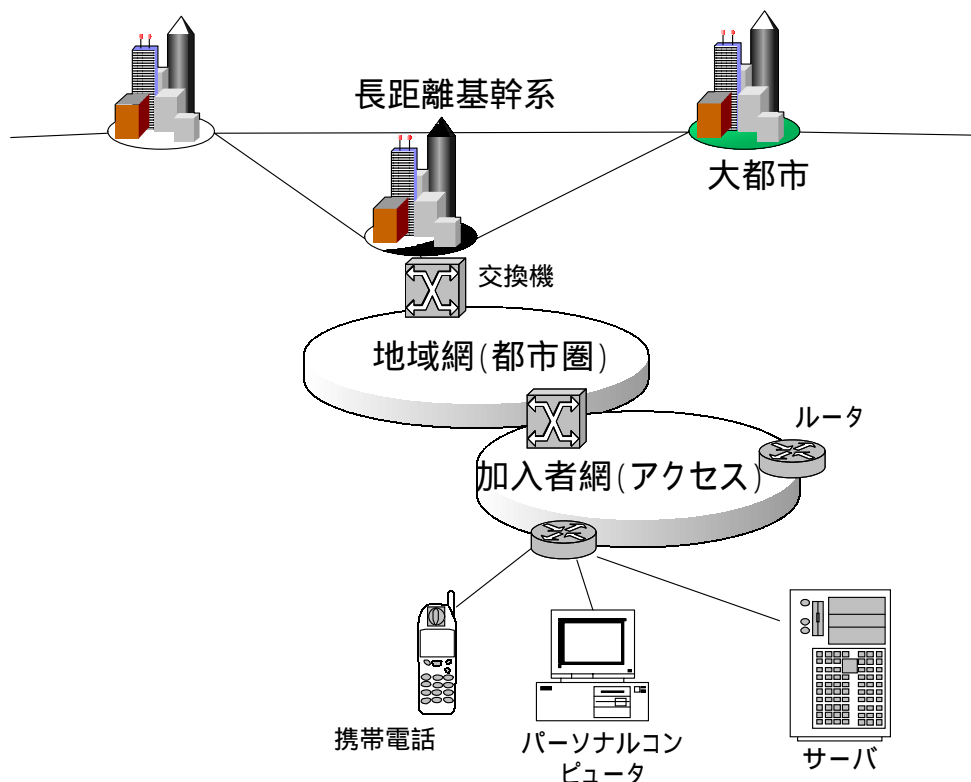 長距離基幹系
大都市
交換機
地域網(都市圏)
ルータ
加入者網(アクセス)
携帯電話
パーソナルコン
ピュータ
サーバ